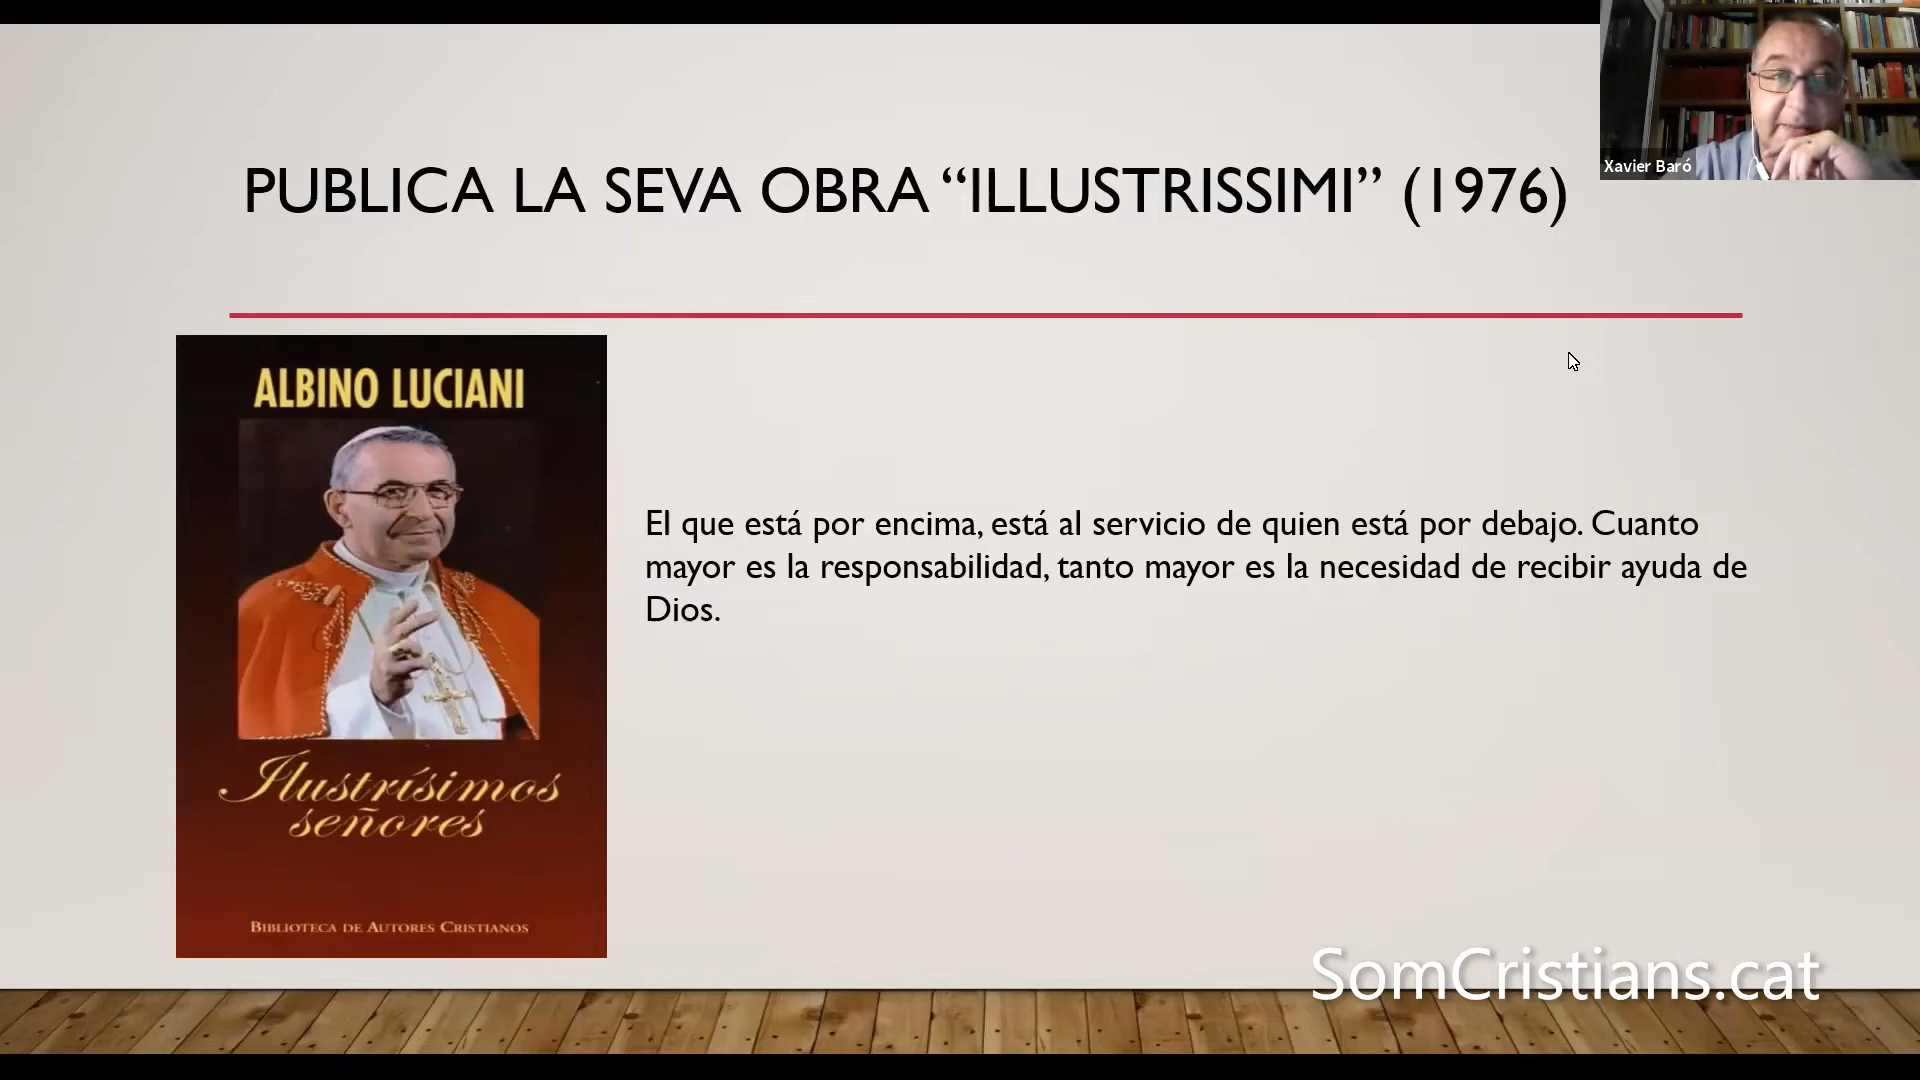 Xavier Baró
PUBLICA LA SEVA OBRA “ILLUSTRISSIMI” (1976)
ALBINO LUCIANI
Ilustrísimos
señores
BIBLIOTECA DE AUTORES CRISTIANOS
El que está por encima, está al servicio de quien está por debajo. Cuanto
mayor es la responsabilidad, tanto mayor es la necesidad de recibir ayuda de
Dios.
SomCristians.cat